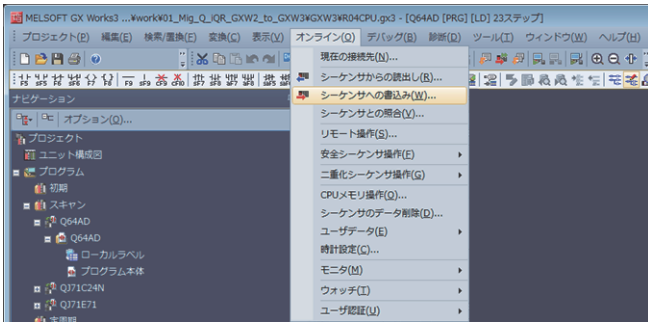 MELSOFT GX Works3 ...¥work¥01_Mig_Q_iQR_GXW2_to_GXW3¥GXW3¥R04CPU.gx3 - [Q64AD [PRG] [LD] 23ステップ]
プロジェクト(P) 編集(E) 検索/置換(F) 変換(C) 表示(V) オンライン(O) デバッグ(B) 診断(D) ツール(T) ウィンドウ(W) ヘルプ(H)
ナビゲーション
オプション(O)...
プロジェクト
ユニット構成図
プログラム
初期
スキャン
Q64AD
Q64AD
ローカルラベル
プログラム本体
QJ71C24N
QJ71E71
定周期
現在の接続先(N)...
シーケンサからの読出し(R)...
シーケンサへの書込み(W)...
シーケンサとの照合(V)...
リモート操作(S)...
安全シーケンサ操作(F)
二重化シーケンサ操作(G)
CPUメモリ操作(O)...
シーケンサのデータ削除(D)...
ユーザデータ(E)
時計設定(C)...
モニタ(M)
ウォッチ(T)
ユーザ認証(U)